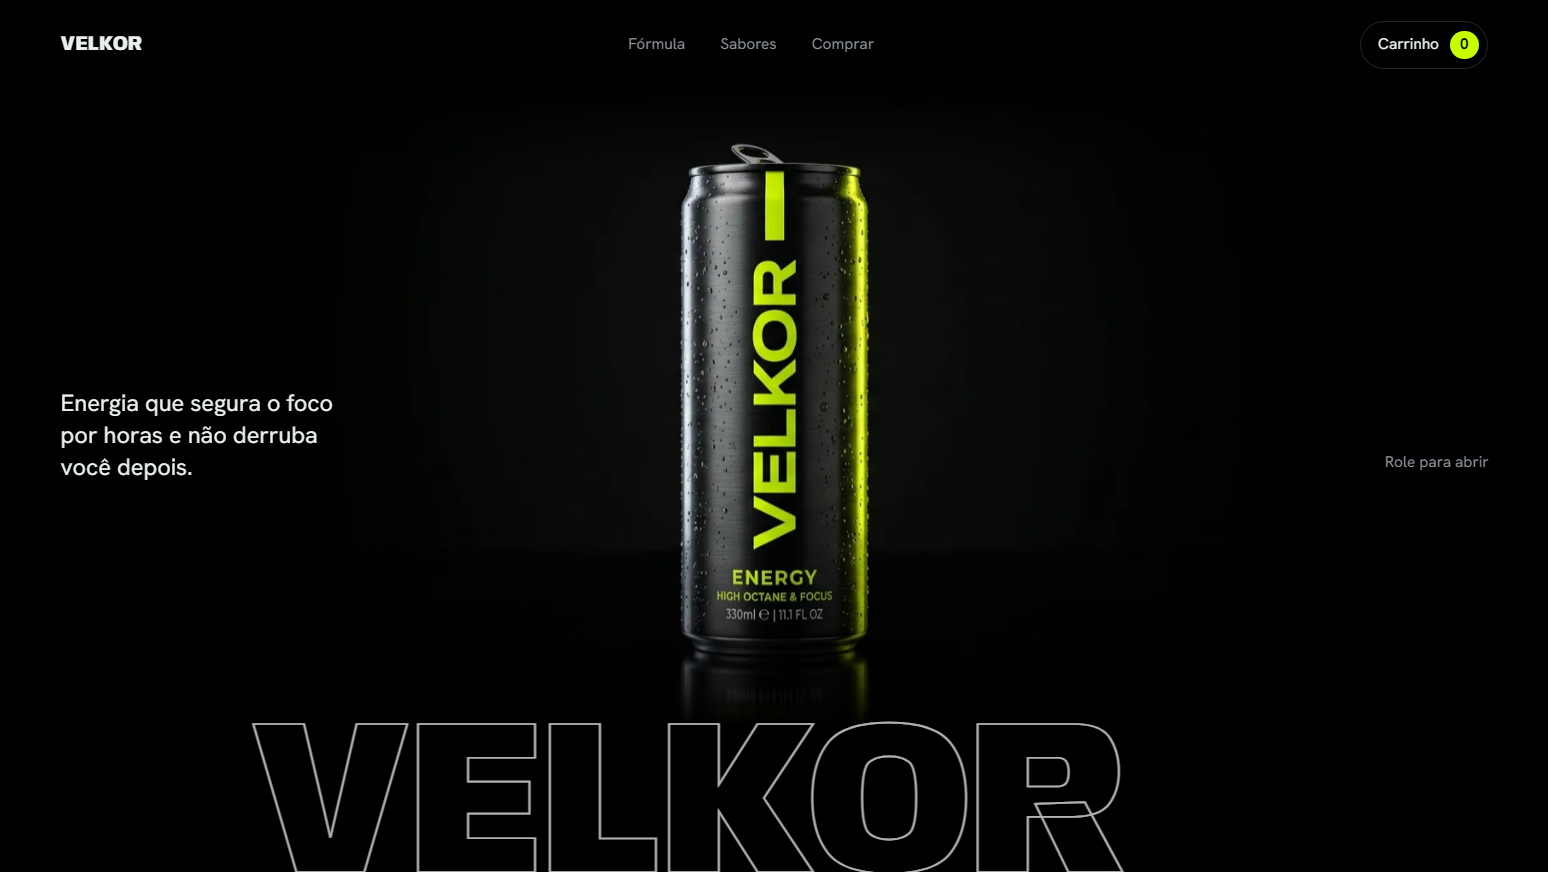 VELKOR
Fórmula
Sabores
Comprar
Carrinho
0
VELKOR
Energia que segura o foco
por horas e não derruba
você depois.
Role para abrir
ENERGY
HIGH OCTANE & FOCUS
330ml ℮ | 11.1 FL OZ
VELKOR